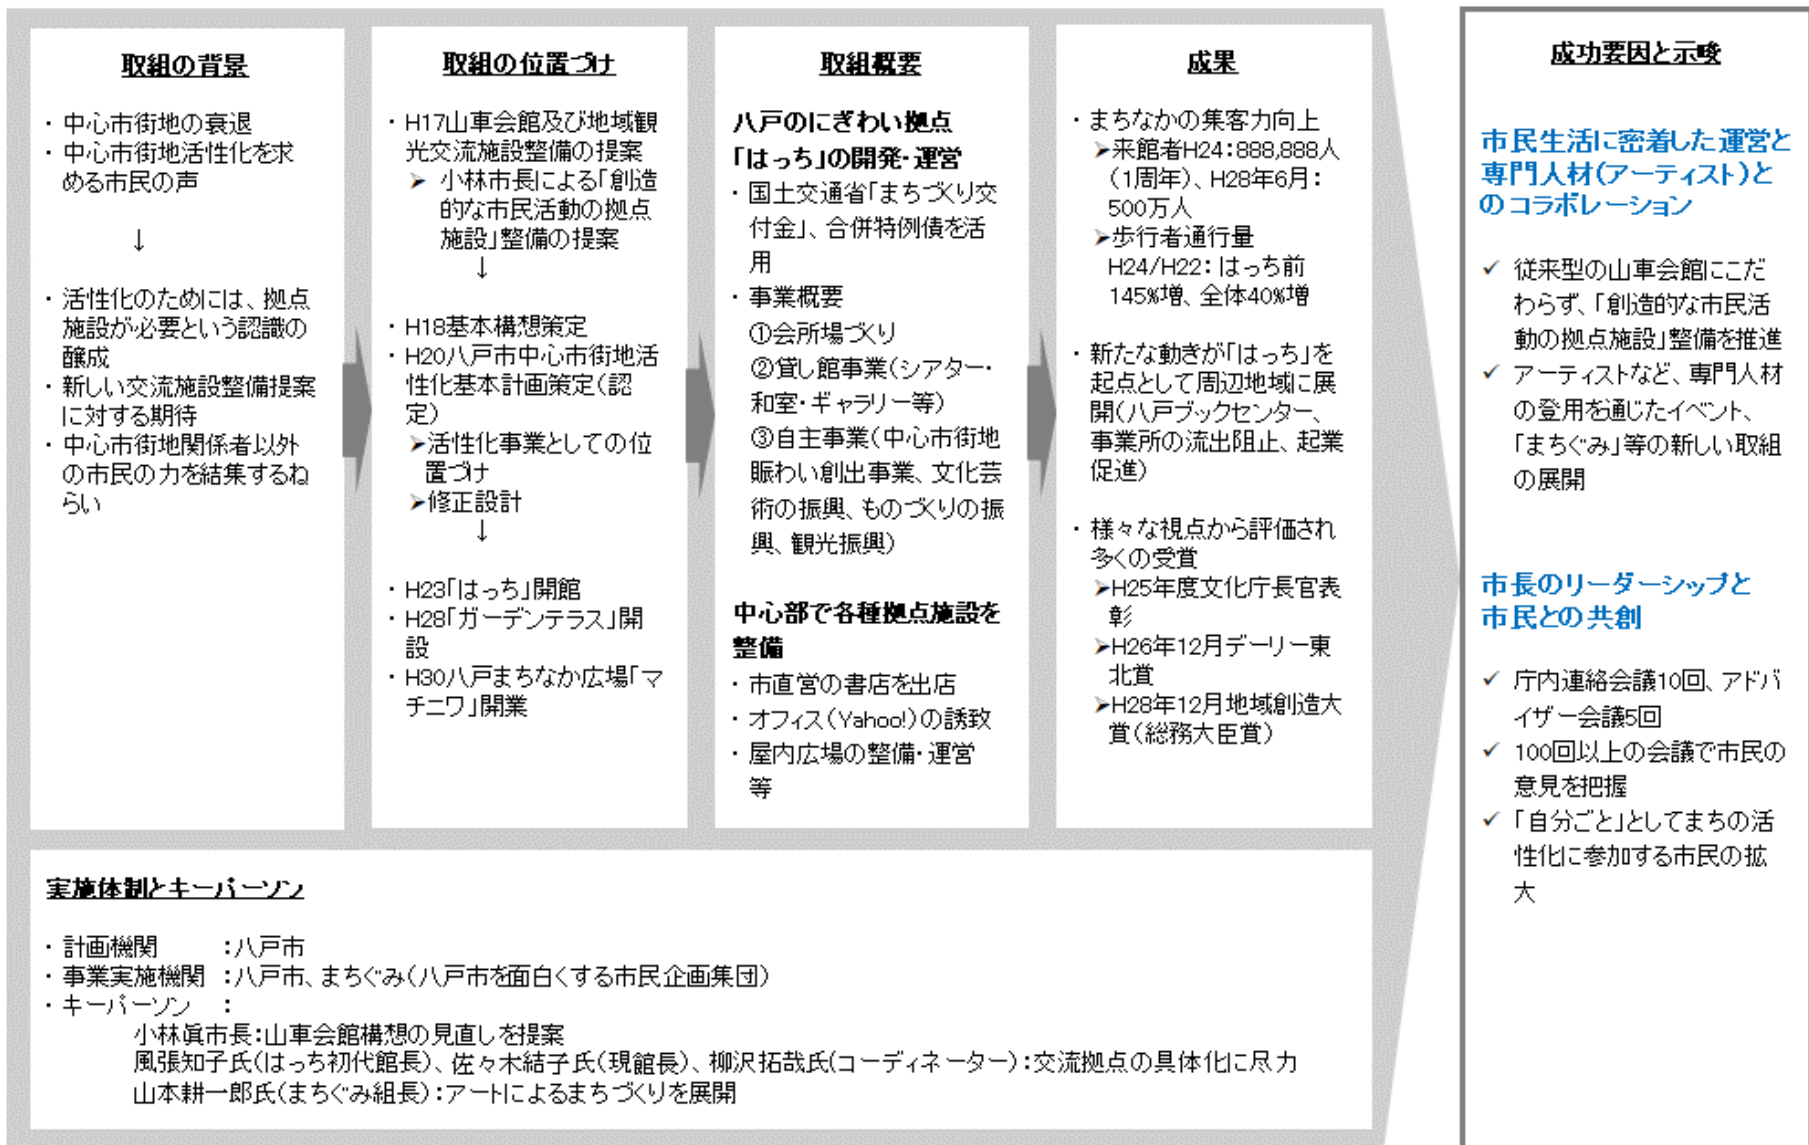 取組の背景
・中心市街地の衰退
・中心市街地活性化を求
める市民の声
↓
・活性化のためには、拠点
施設が必要という認識の
醸成
・新しい交流施設整備提案
に対する期待
・中心市街地関係者以外
の市民の力を結集するね
らい
取組の位置づけ
・H17山車会館及び地域観
光交流施設整備の提案
➤ 小林市長による「創造
的な市民活動の拠点
施設」整備の提案
↓
・H18基本構想策定
・H20八戸市中心市街地活
性化基本計画策定(認
定)
➤活性化事業としての位
置づけ
➤修正設計
↓
・H23「はっち」開館
・H28「ガーデンテラス」開
設
・H30八戸まちなか広場「マ
チニワ」開業
取組概要
八戸のにぎわい拠点
「はっち」の開発・運営
・国土交通省「まちづくり交
付金」、合併特例債を活
用
・事業概要
①会所場づくり
②貸し館事業(シアター・
和室・ギャラリー等)
③自主事業(中心市街地
賑わい創出事業、文化芸
術の振興、ものづくりの振
興、観光振興)
中心部で各種拠点施設を
整備
・市直営の書店を出店
・オフィス(Yahoo!)の誘致
・屋内広場の整備・運営
等
成果
・まちなかの集客力向上
➤来館者H24:888,888人
(1周年)、H28年6月:
500万人
➤歩行者通行量
H24/H22:はっち前
145%増、全体40%増
・新たな動きが「はっち」を
起点として周辺地域に展
開(八戸ブックセンター、
事業所の流出阻止、起業
促進)
・様々な視点から評価され
多くの受賞
➤H25年度文化庁長官表
彰
➤H26年12月デーリー東
北賞
➤H28年12月地域創造大
賞(総務大臣賞)
成功要因と示唆
市民生活に密着した運営と
専門人材(アーティスト)と
のコラボレーション
✓ 従来型の山車会館にこだ
わらず、「創造的な市民活
動の拠点施設」整備を推進
✓ アーティストなど、専門人材
の登用を通じたイベント、
「まちぐみ」等の新しい取組
の展開
市長のリーダーシップと
市民との共創
✓ 庁内連絡会議10回、アドバ
イザー会議5回
✓ 100回以上の会議で市民の
意見を把握
✓ 「自分ごと」としてまちの活
性化に参加する市民の拡
大
実施体制とキーパーソン
・計画機関 :八戸市
・事業実施機関 :八戸市、まちぐみ(八戸市を面白くする市民企画集団)
・キーパーソン :
小林眞市長:山車会館構想の見直しを提案
風張知子氏(はっち初代館長)、佐々木結子氏(現館長)、柳沢拓哉氏(コーディネーター):交流拠点の具体化に尽力
山本耕一郎氏(まちぐみ組長):アートによるまちづくりを展開